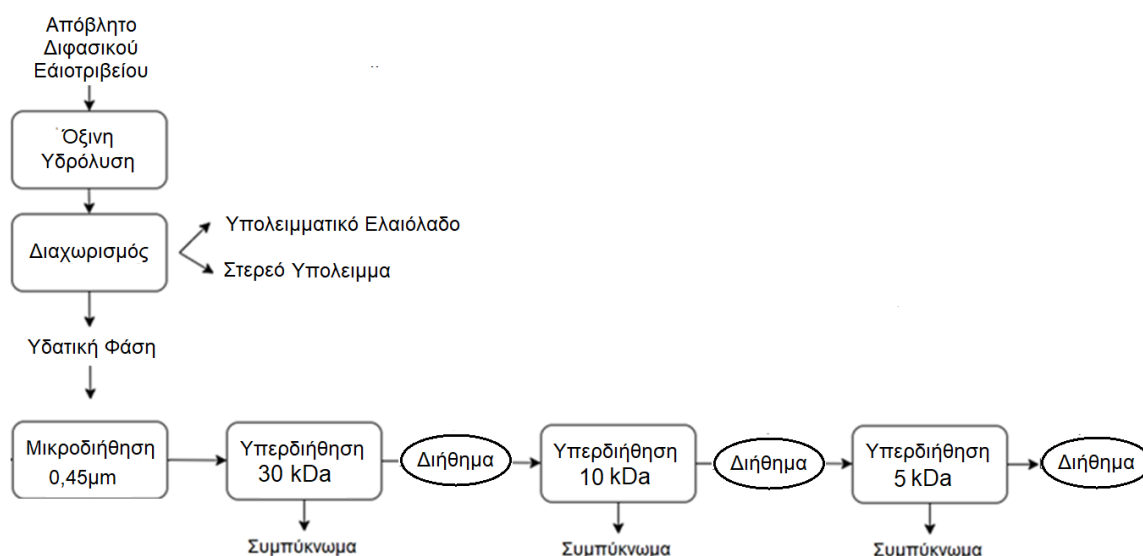 Απόβλητο
Διφασικού
Εάιοτριβείου
Όξινη
Υδρόλυση
Διαχωρισμός
Υπολειμματικό Ελαιόλαδο
Στερεό Υπολειμμα
Υδατική Φάση
Μικροδιήθηση
0,45μm
Υπερδιήθηση
30 kDa
Διήθημα
Υπερδιήθηση
10 kDa
Διήθημα
Υπερδιήθηση
5 kDa
Διήθημα
Συμπύκνωμα
Συμπύκνωμα
Συμπύκνωμα